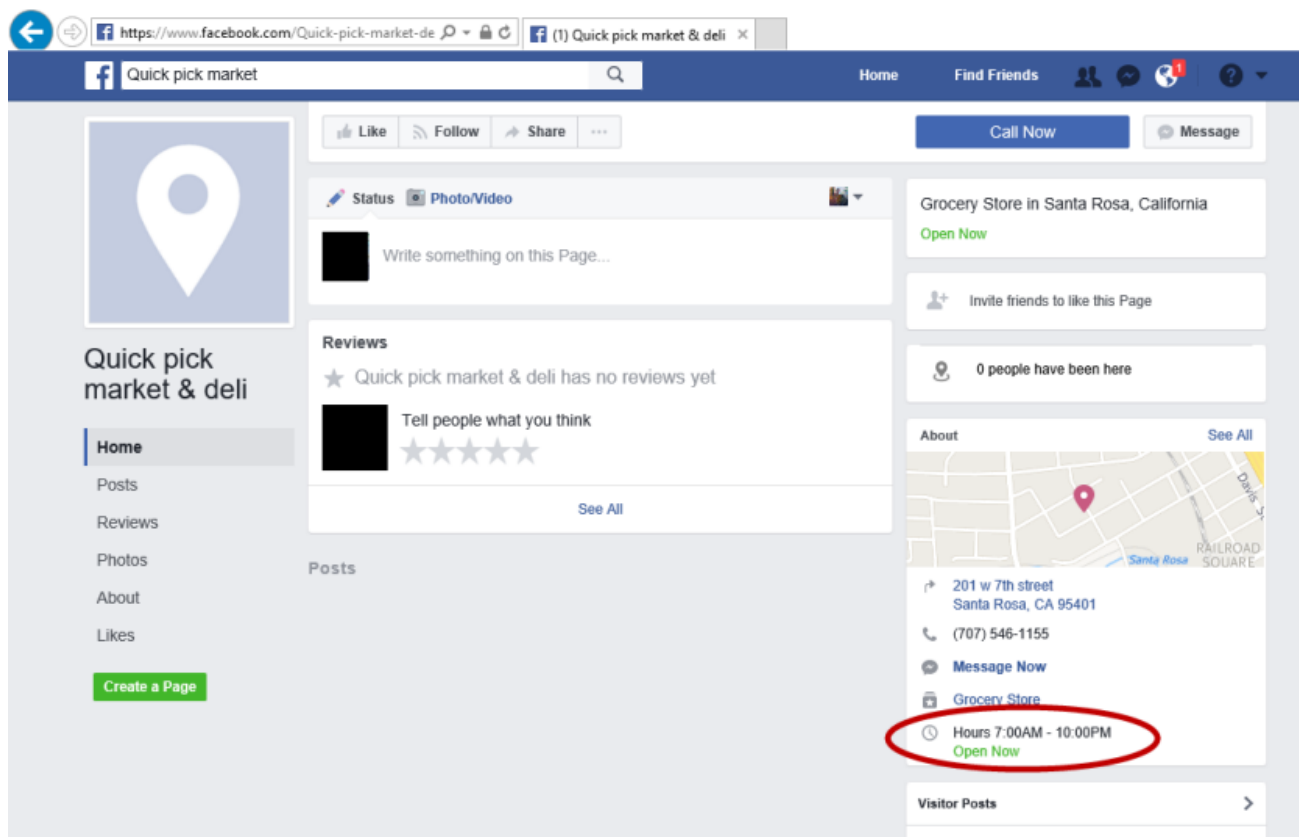 https://www.facebook.com/Quick-pick-market-de
(1) Quick pick market & deli
Quick pick market
Home
Find Friends
1
Like
Follow
Share
Call Now
Message
Quick pick
market & deli
Home
Posts
Reviews
Photos
About
Likes
Create a Page
Status
Photo/Video
Write something on this Page...
Reviews
Quick pick market & deli has no reviews yet
Tell people what you think
See All
Posts
Grocery Store in Santa Rosa, California
Open Now
Invite friends to like this Page
0 people have been here
About
See All
Davis St
RAILROAD
SQUARE
Santa Rosa
201 w 7th street
Santa Rosa, CA 95401
(707) 546-1155
Message Now
Grocery Store
Hours 7:00AM - 10:00PM
Open Now
Visitor Posts